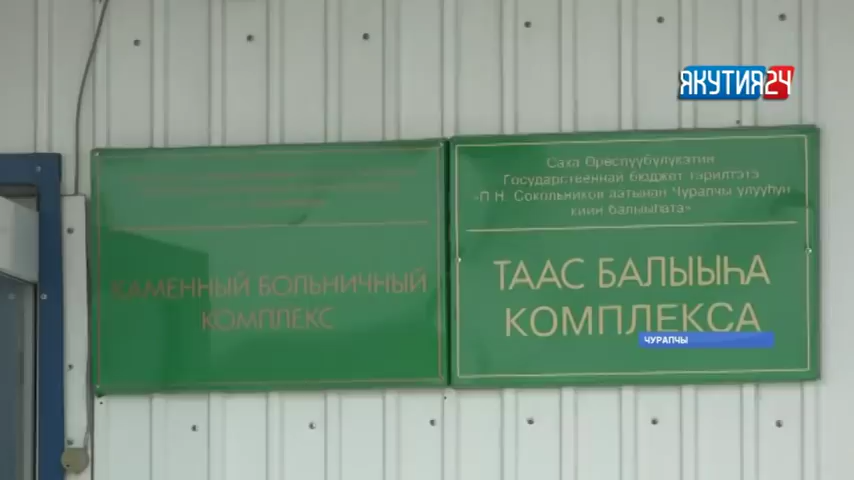 ЯКУТИЯ24
КАМЕННЫЙ БОЛЬНИЧНЫЙ
КОМПЛЕКС
Саха Өрөспүүбүлүкэтин
Государственнай бюджет тэрилтэтэ
«П.Н. Сокольников аатынан Чурапчы улууһун
киин балыыһата»
ТААС БАЛЫЫҺА
КОМПЛЕКСА
ЧУРАПЧЫ